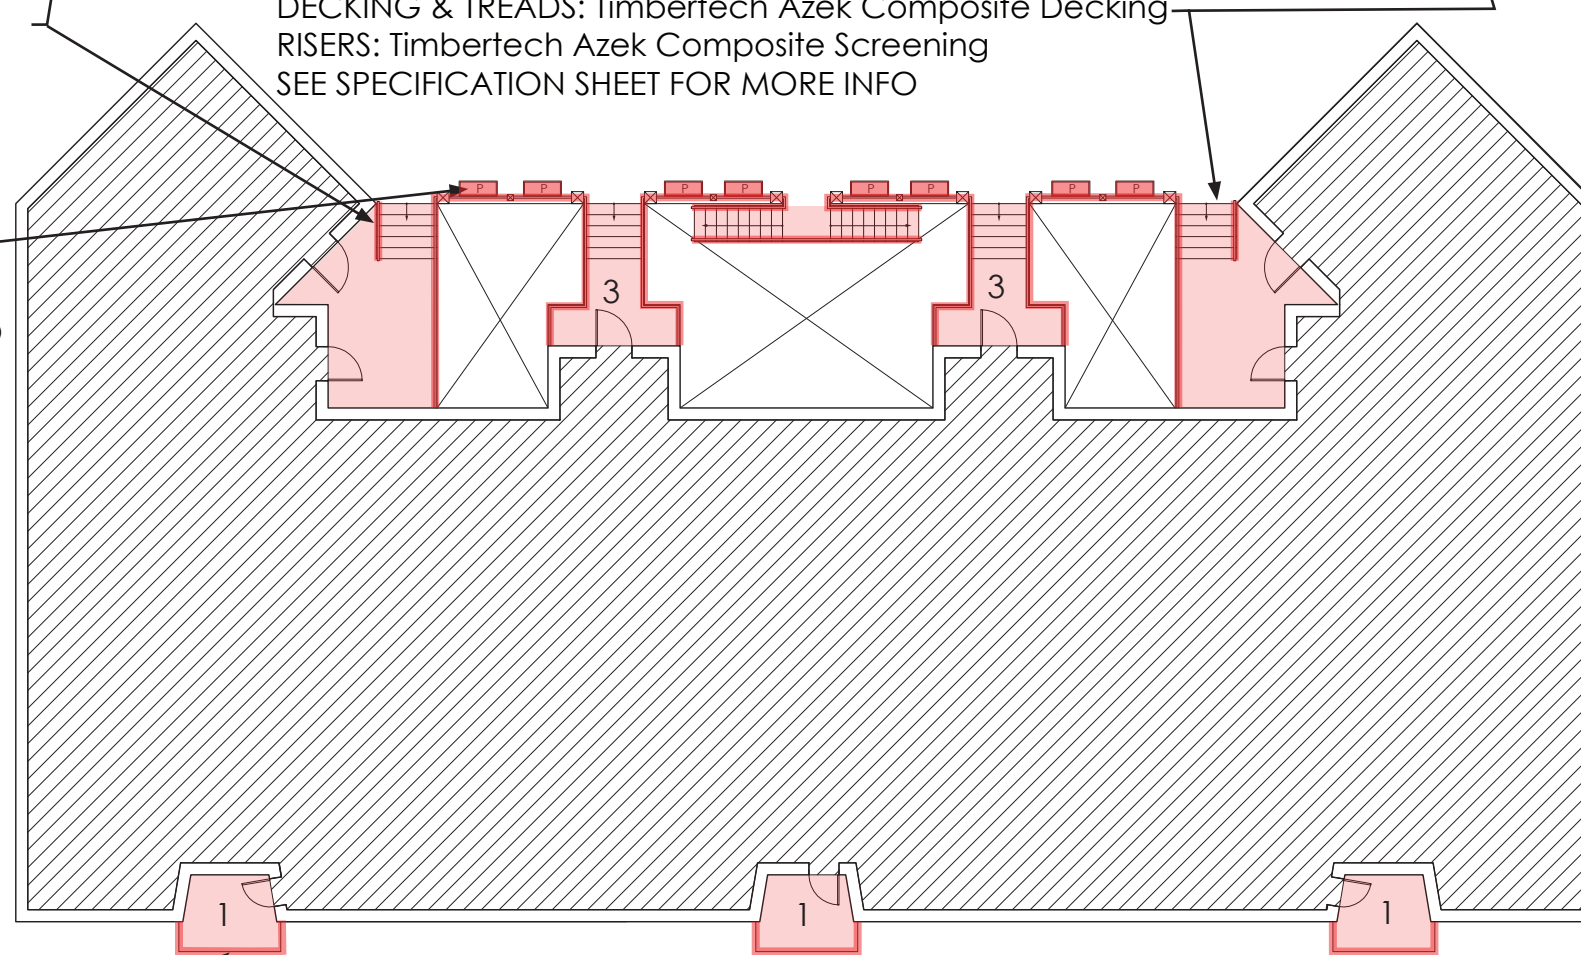 DECKING & TREADS: Timbertech Azek Composite Decking
RISERS: Timbertech Azek Composite Screening
SEE SPECIFICATION SHEET FOR MORE INFO
P P P P P P P P
3 3
1 1 1